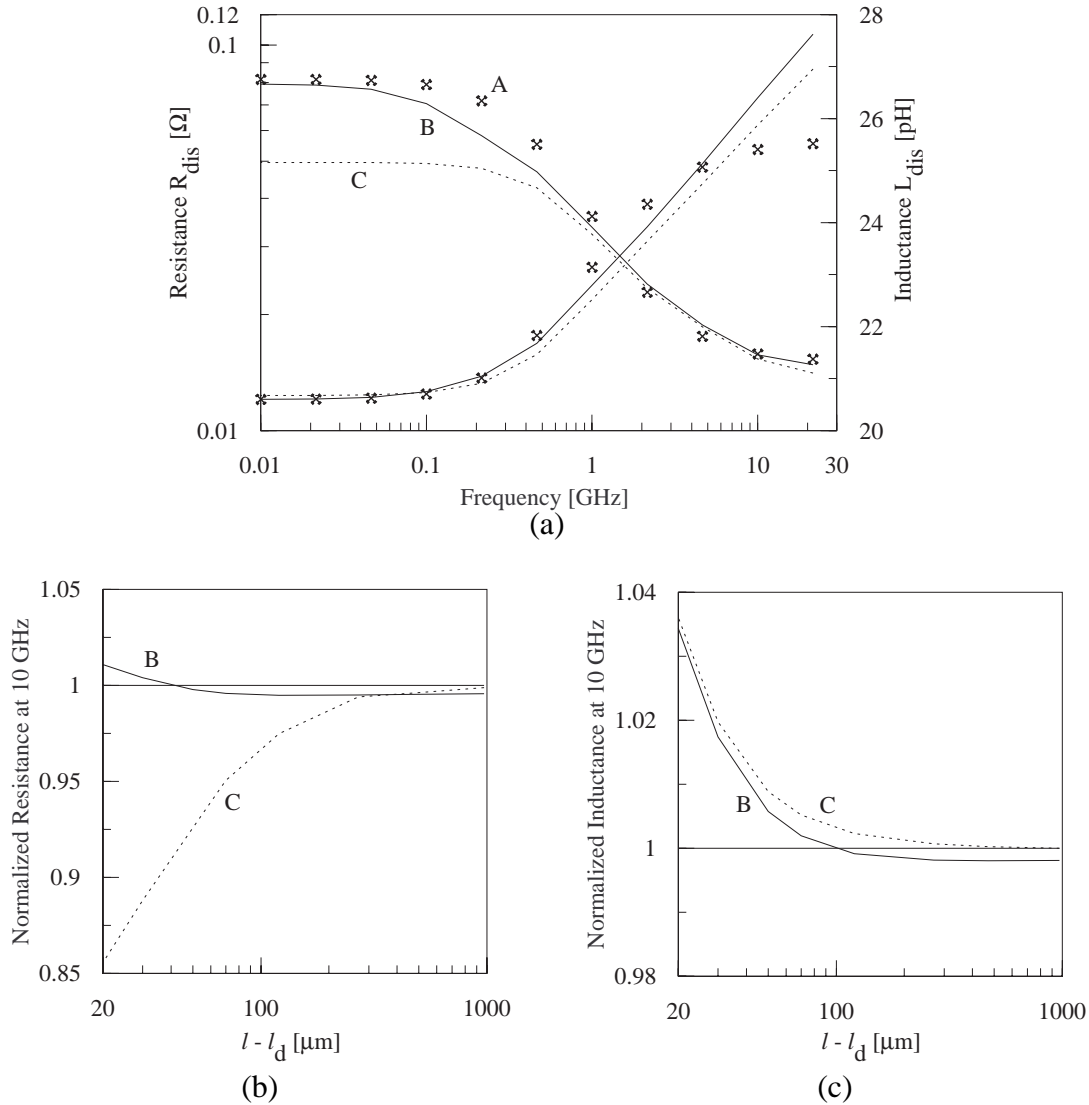 0.12
0.1
0.01
Resistance R_dis [Ω]
28
26
24
22
20
Inductance L_dis [pH]
A
B
C
0.01 0.1 1 10 30
Frequency [GHz]
(a)
1.05
1
0.95
0.9
0.85
Normalized Resistance at 10 GHz
B
C
20 100 1000
l - l_d [μm]
(b)
1.04
1.02
1
0.98
Normalized Inductance at 10 GHz
B C
20 100 1000
l - l_d [μm]
(c)